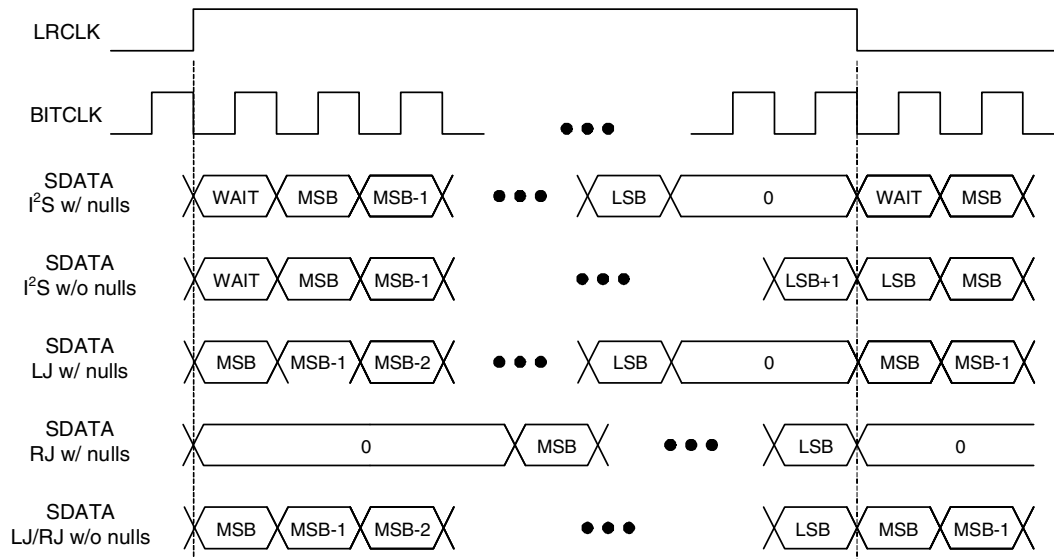 LRCLK
BITCLK
SDATA
I²S w/ nulls
WAIT MSB MSB-1 LSB 0 WAIT MSB
SDATA
I²S w/o nulls
WAIT MSB MSB-1 LSB+1 LSB MSB
SDATA
LJ w/ nulls
MSB MSB-1 MSB-2 LSB 0 MSB MSB-1
SDATA
RJ w/ nulls
0 MSB LSB 0
SDATA
LJ/RJ w/o nulls
MSB MSB-1 MSB-2 LSB MSB MSB-1